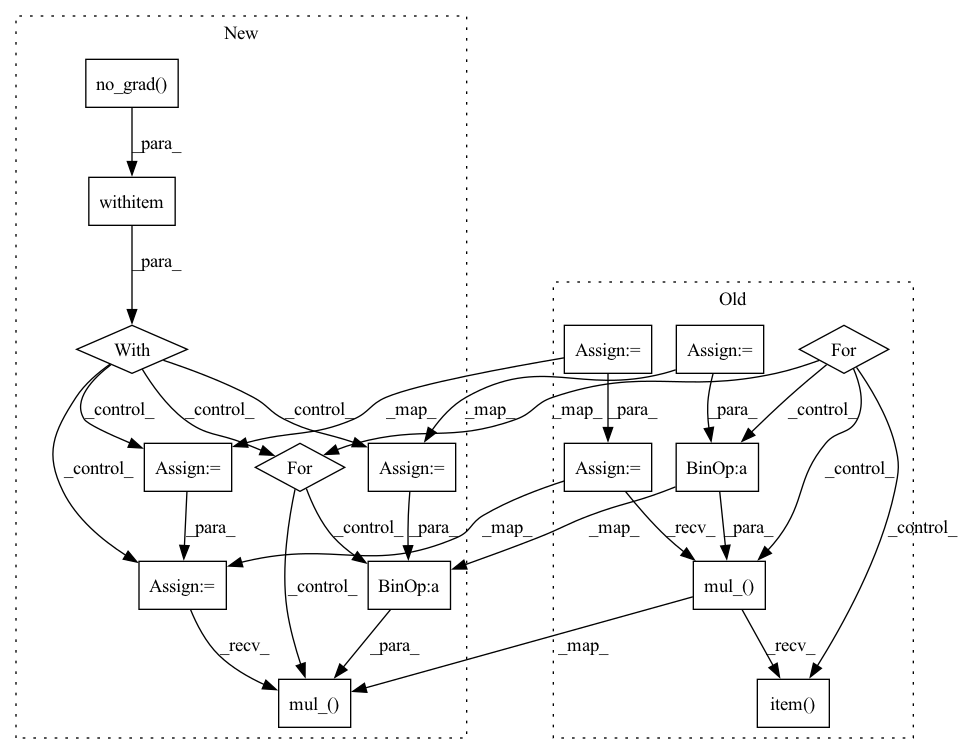 New
no_grad()
_para_
withitem
_para_
Old
With
Assign:=
Assign:=
For
_control_
_control_
_control_
_map_
_map_
_map_
_para_
_para_
_control_
Assign:=
For
Assign:=
Assign:=
BinOp:a
_control_
_control_
_para_
_control_
_para_
_map_
_recv_
_map_
_para_
_control_
Assign:=
_control_
BinOp:a
mul_()
_recv_
_para_
_map_
_recv_
mul_()
item()